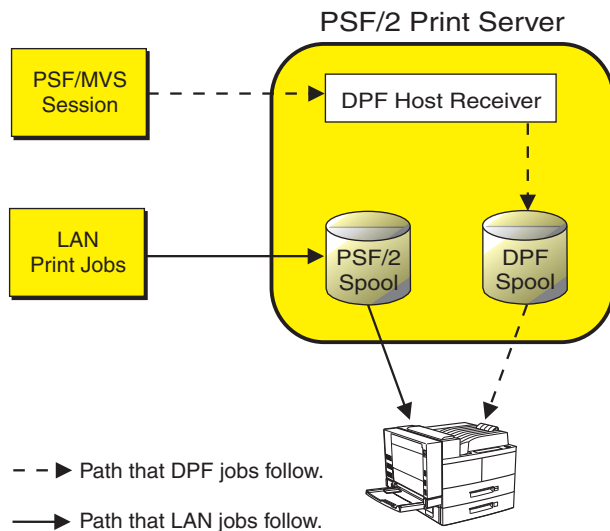 PSF/2 Print Server
PSF/MVS
Session
DPF Host Receiver
LAN
Print Jobs
PSF/2
Spool
DPF
Spool
Path that DPF jobs follow.
Path that LAN jobs follow.